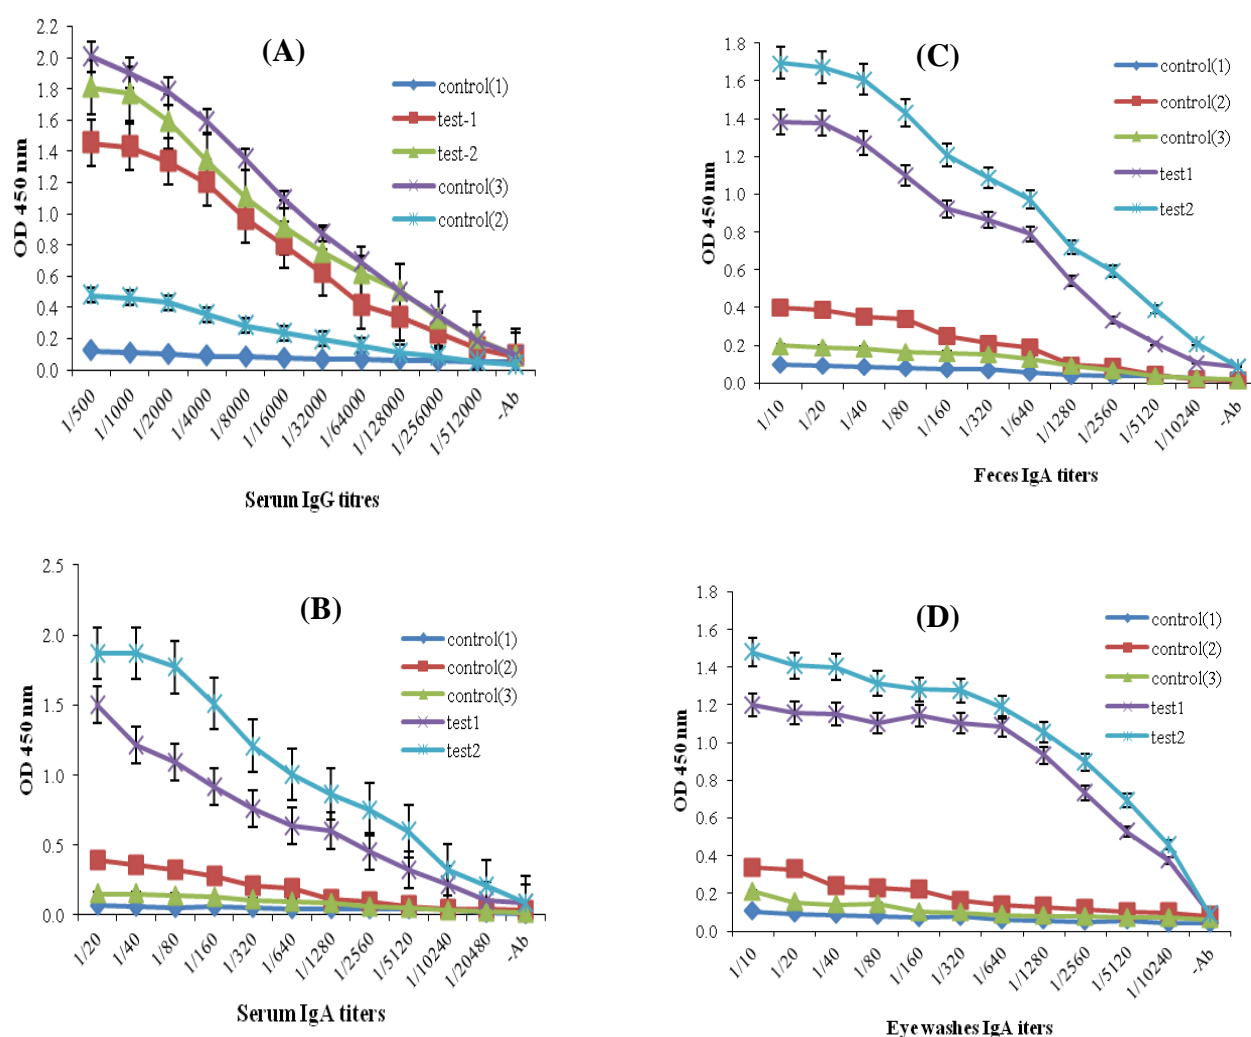 (A)
OD 450 nm
2.2
2.0
1.8
1.6
1.4
1.2
1.0
0.8
0.6
0.4
0.2
0.0
control(1)
test-1
test-2
control(3)
control(2)
1/500
1/1000
1/2000
1/4000
1/8000
1/16000
1/32000
1/64000
1/128000
1/256000
1/512000
-Ab
Serum IgG titres
(C)
OD 450 nm
1.8
1.6
1.4
1.2
1.0
0.8
0.6
0.4
0.2
0.0
control(1)
control(2)
control(3)
test1
test2
1/10
1/20
1/40
1/80
1/160
1/320
1/640
1/1280
1/2560
1/5120
1/10240
-Ab
Feces IgA titers
(B)
OD 450 nm
2.5
2.0
1.5
1.0
0.5
0.0
control(1)
control(2)
control(3)
test1
test2
1/20
1/40
1/80
1/160
1/320
1/640
1/1280
1/2560
1/5120
1/10240
1/20480
-Ab
Serum IgA titers
(D)
OD 450 nm
1.8
1.6
1.4
1.2
1.0
0.8
0.6
0.4
0.2
0.0
control(1)
control(2)
control(3)
test1
test2
1/10
1/20
1/40
1/80
1/160
1/320
1/640
1/1280
1/2560
1/5120
1/10240
-Ab
Eye washes IgA iters